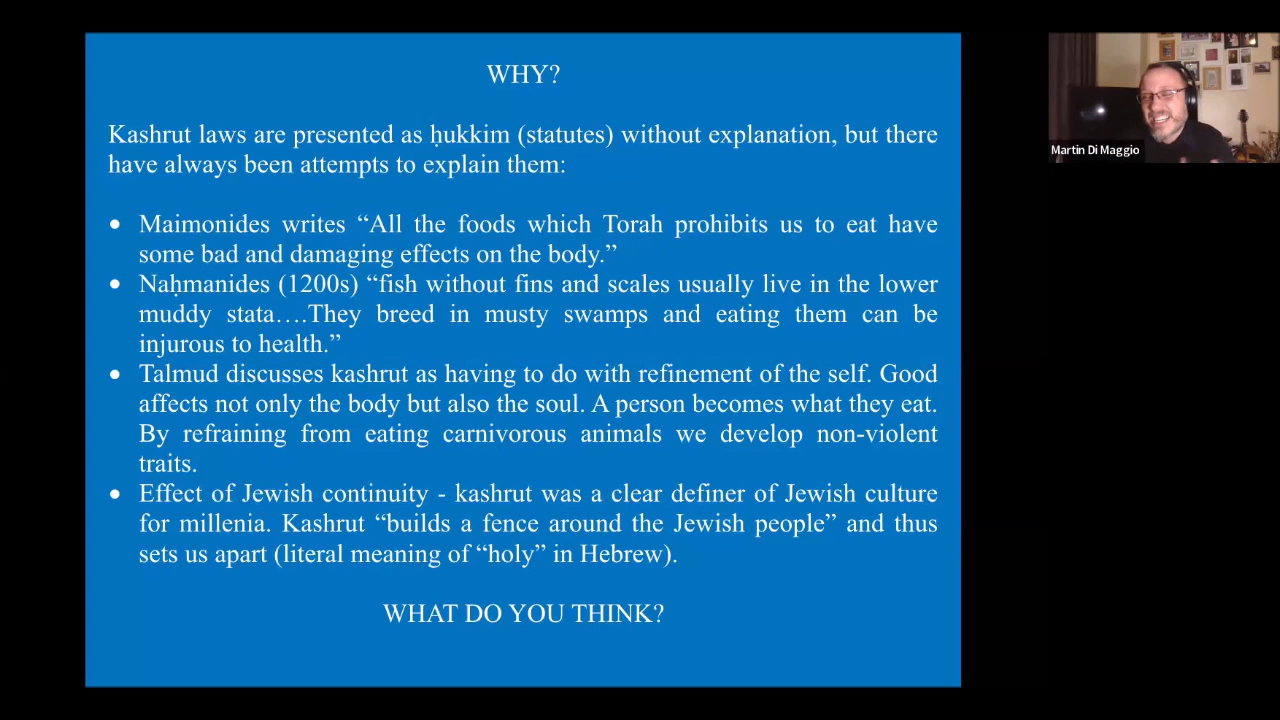 WHY?
Kashrut laws are presented as ḥukkim (statutes) without explanation, but there
have always been attempts to explain them:
• Maimonides writes “All the foods which Torah prohibits us to eat have
some bad and damaging effects on the body.”
• Naḥmanides (1200s) “fish without fins and scales usually live in the lower
muddy stata….They breed in musty swamps and eating them can be
injurious to health.”
• Talmud discusses kashrut as having to do with refinement of the self. Good
affects not only the body but also the soul. A person becomes what they eat.
By refraining from eating carnivorous animals we develop non-violent
traits.
• Effect of Jewish continuity - kashrut was a clear definer of Jewish culture
for millenia. Kashrut “builds a fence around the Jewish people” and thus
sets us apart (literal meaning of “holy” in Hebrew).
WHAT DO YOU THINK?
Martin Di Maggio